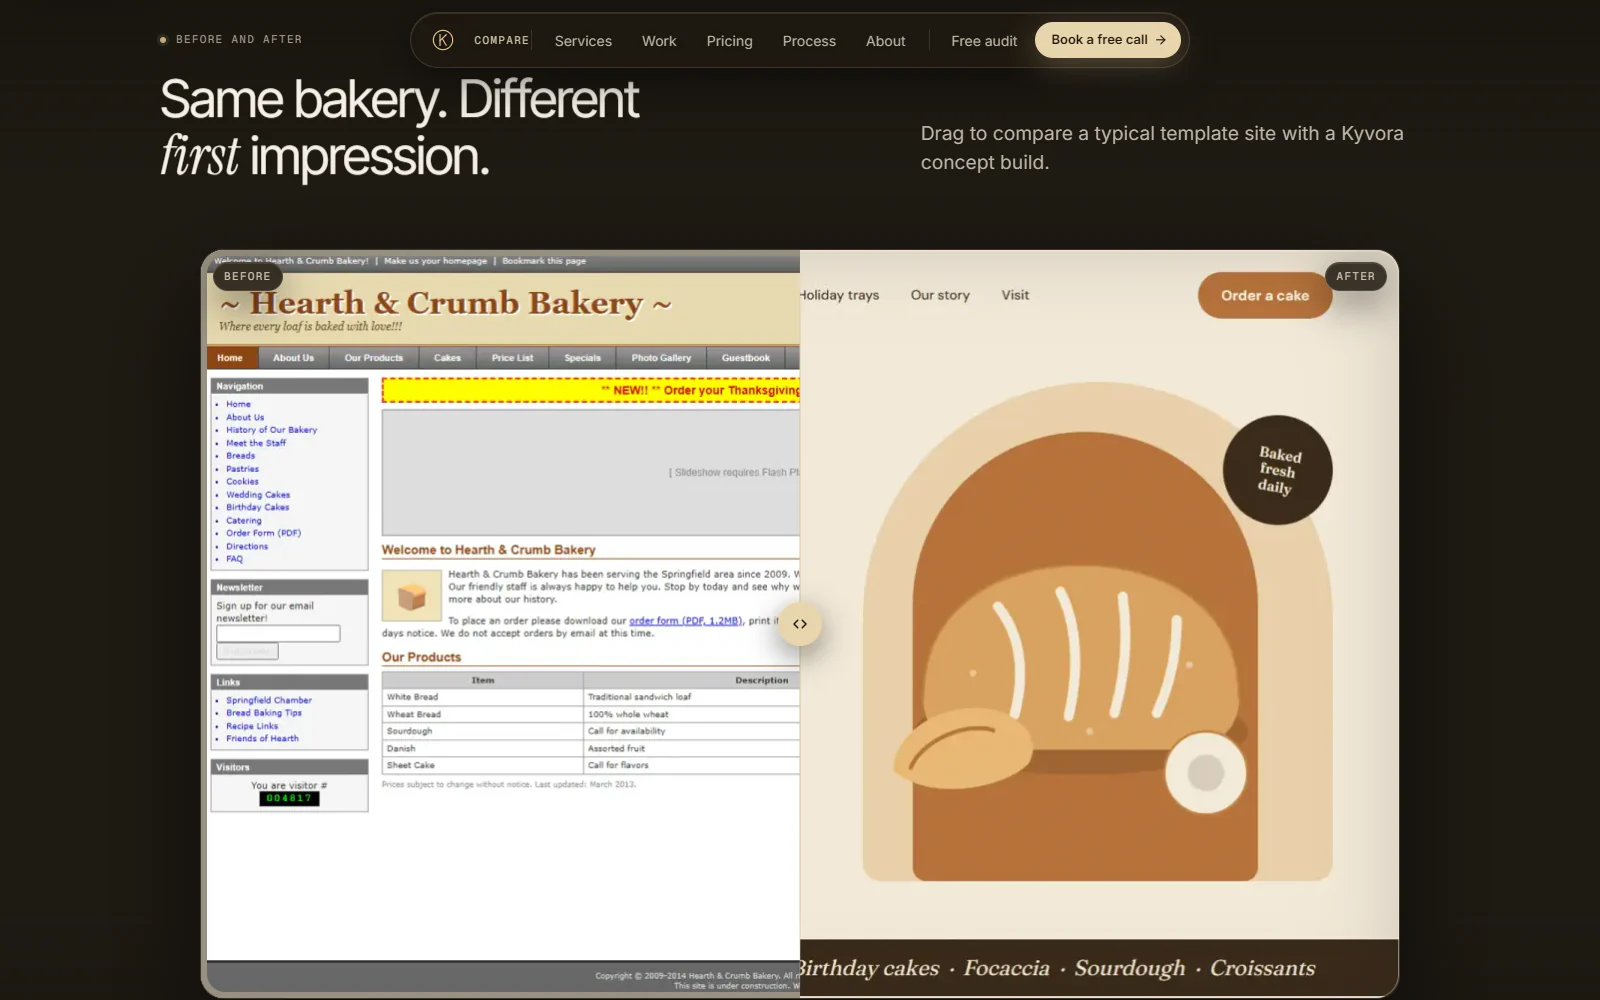 BEFORE AND AFTER
K COMPARE Services Work Pricing Process About Free audit Book a free call →
Same bakery. Different
first impression.
Drag to compare a typical template site with a Kyvora
concept build.
BEFORE
Welcome to Hearth & Crumb Bakery! | Make us your homepage | Bookmark this page
~ Hearth & Crumb Bakery ~
Where every loaf is baked with love!!!
Home About Us Our Products Cakes Price List Specials Photo Gallery Guestbook
Navigation
Home
About Us
History of Our Bakery
Meet the Staff
Breads
Pastries
Cookies
Wedding Cakes
Birthday Cakes
Catering
Order Form (PDF)
Directions
FAQ
Newsletter
Sign up for our email
newsletter!
Links
Springfield Chamber
Bread Baking Tips
Recipe Links
Friends of Hearth
Visitors
You are visitor #
004817
** NEW!! ** Order your Thanksgiving
[ Slideshow requires Flash
Welcome to Hearth & Crumb Bakery
Hearth & Crumb Bakery has been serving the Springfield area since 2009.
Our friendly staff is always happy to help you. Stop by today and see why
more about our history.
To place an order please download our order form (PDF, 1.2MB), print
days notice. We do not accept orders by email at this time.
Our Products
Item Description
White Bread Traditional sandwich loaf
Wheat Bread 100% whole wheat
Sourdough Call for availability
Danish Assorted fruit
Sheet Cake Call for flavors
Prices subject to change without notice. Last updated: March 2013.
Copyright © 2009-2014 Hearth & Crumb Bakery. All
This site is under construction.
AFTER
Holiday trays Our story Visit Order a cake
Baked
fresh
daily
Birthday cakes · Focaccia · Sourdough · Croissants